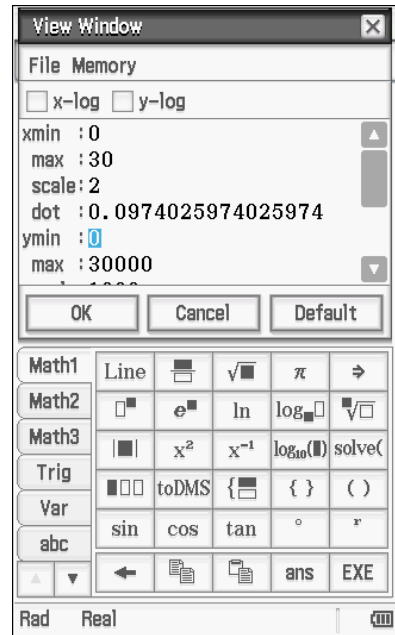 View Window
File Memory
x-log y-log
xmin :0
max :30
scale:2
dot :0.0974025974025974
ymin :0
max :30000
OK Cancel Default
Math1 Line √■ π ⇒
Math2 □■ e■ ln log■□ ■√□
Math3 |■| x² x⁻¹ log₁₀(■) solve(
Trig ■□□ toDMS { { } ( )
Var
abc sin cos tan ° r
ans EXE
Rad Real